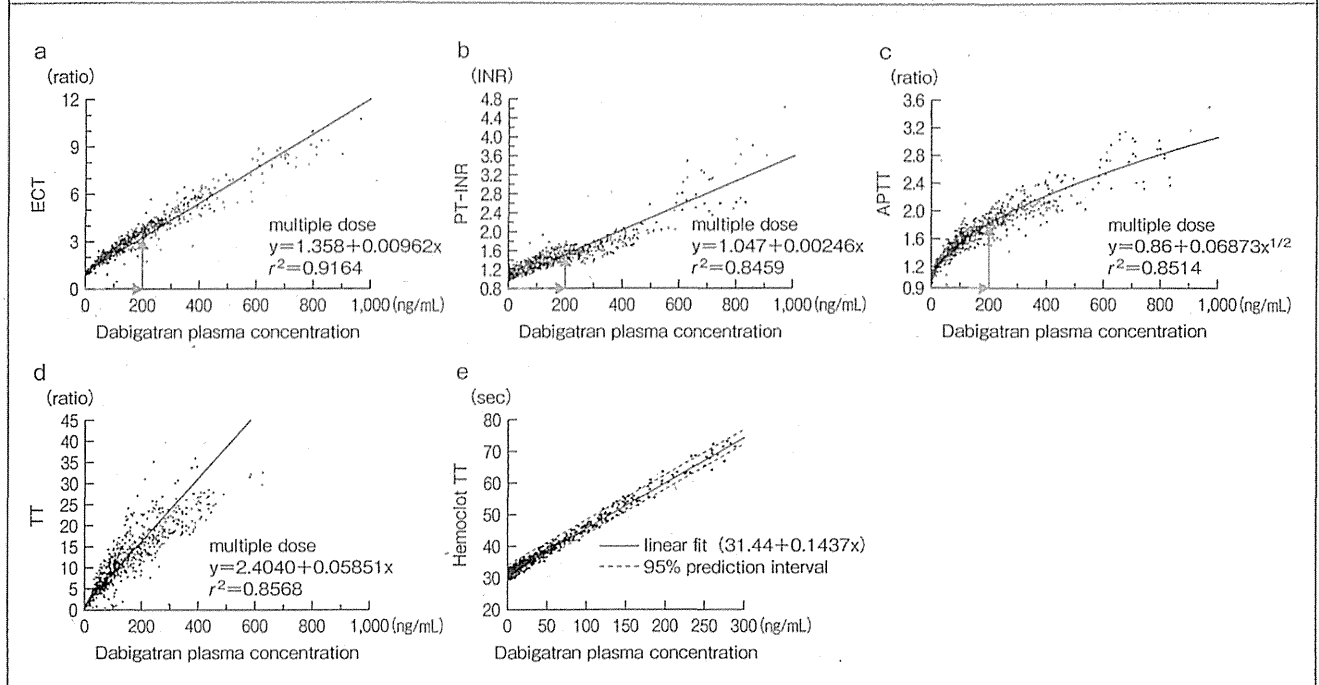 a
(ratio)
12
9
6
3
0
ECT
multiple dose
y=1.358+0.00962x
r²=0.9164
0 200 400 600 800 1,000(ng/mL)
Dabigatran plasma concentration
b
(INR)
4.8
4.4
4.0
3.6
3.2
2.8
2.4
2.0
1.6
1.2
0.8
PT-INR
multiple dose
y=1.047+0.00246x
r²=0.8459
0 200 400 600 800 1,000(ng/mL)
Dabigatran plasma concentration
c
(ratio)
3.6
3.2
2.8
2.4
2.0
1.6
1.2
0.9
APTT
multiple dose
y=0.86+0.06873x1/2
r²=0.8514
0 200 400 600 800 1,000(ng/mL)
Dabigatran plasma concentration
d
(ratio)
45
40
35
30
25
20
15
10
5
0
TT
multiple dose
y=2.4040+0.05851x
r²=0.8568
0 200 400 600 800 1,000(ng/mL)
Dabigatran plasma concentration
e
(sec)
80
70
60
50
40
30
20
Hemoclot TT
linear fit (31.44+0.1437x)
95% prediction interval
0 50 100 150 200 250 300(ng/mL)
Dabigatran plasma concentration